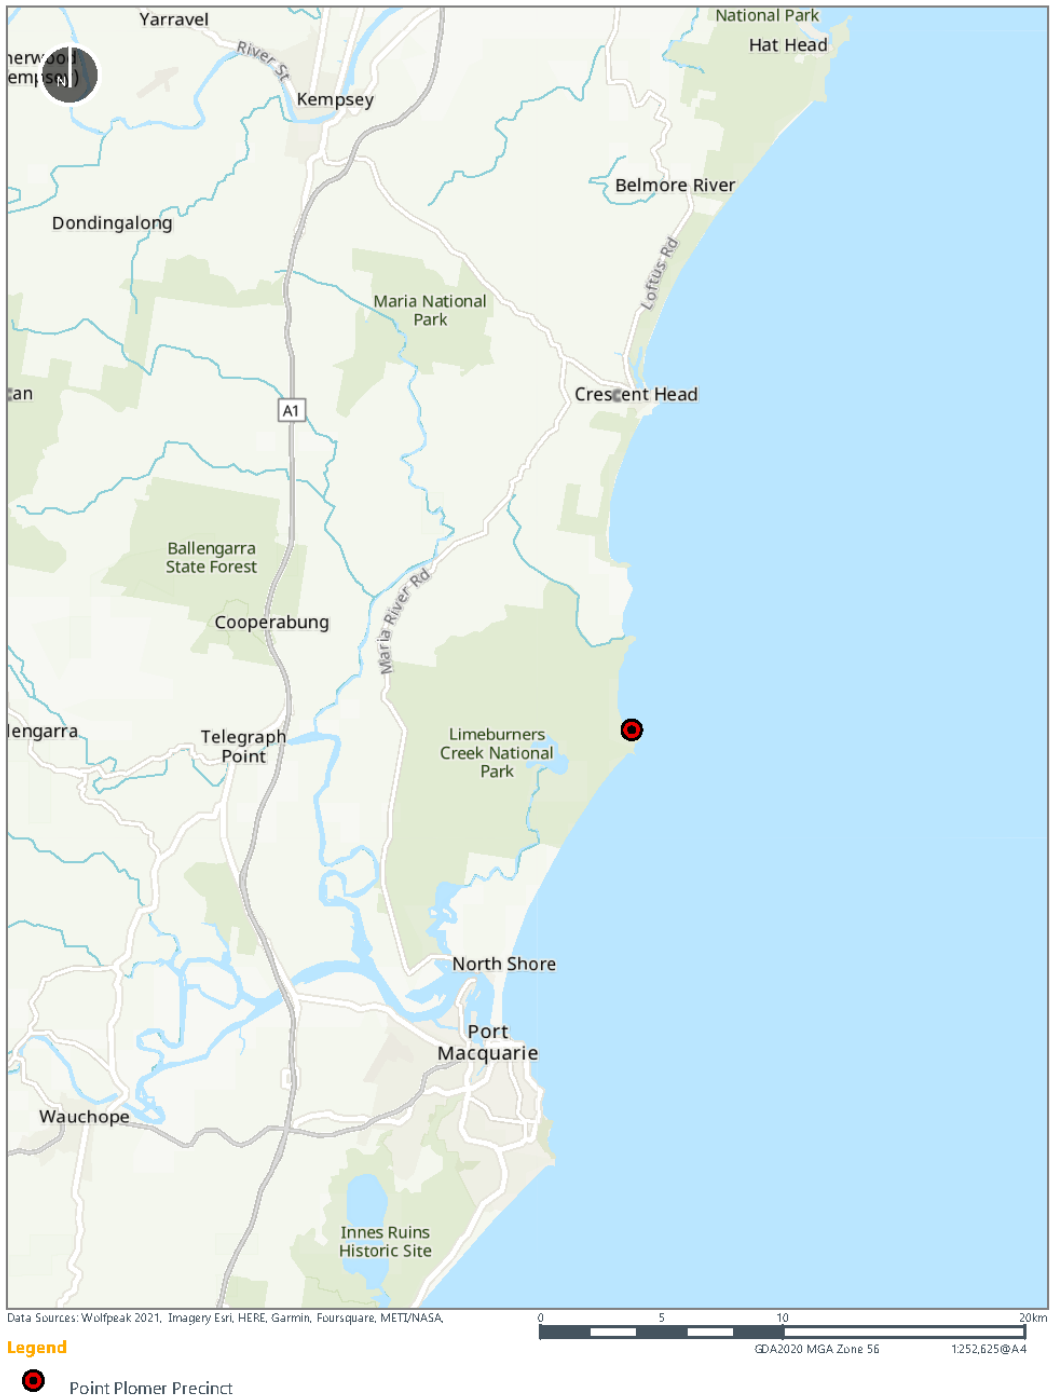 National Park
Yarravel
Hat Head
River St
N
Kempsey
Belmore River
Dondingalong
Loftus Rd
Maria National
Park
an
Crescent Head
A1
Ballengarra
State Forest
Maria River Rd
Cooperabung
lengarra
Telegraph
Point
Limeburners
Creek National
Park
North Shore
Port
Macquarie
Wauchope
Innes Ruins
Historic Site
Data Sources: Wolfpeak 2021, Imagery Esri, HERE, Garmin, Foursquare, METI/NASA,
0 5 10 20km
GDA2020 MGA Zone 56 1:252,625@A4
Legend
Point Plomer Precinct